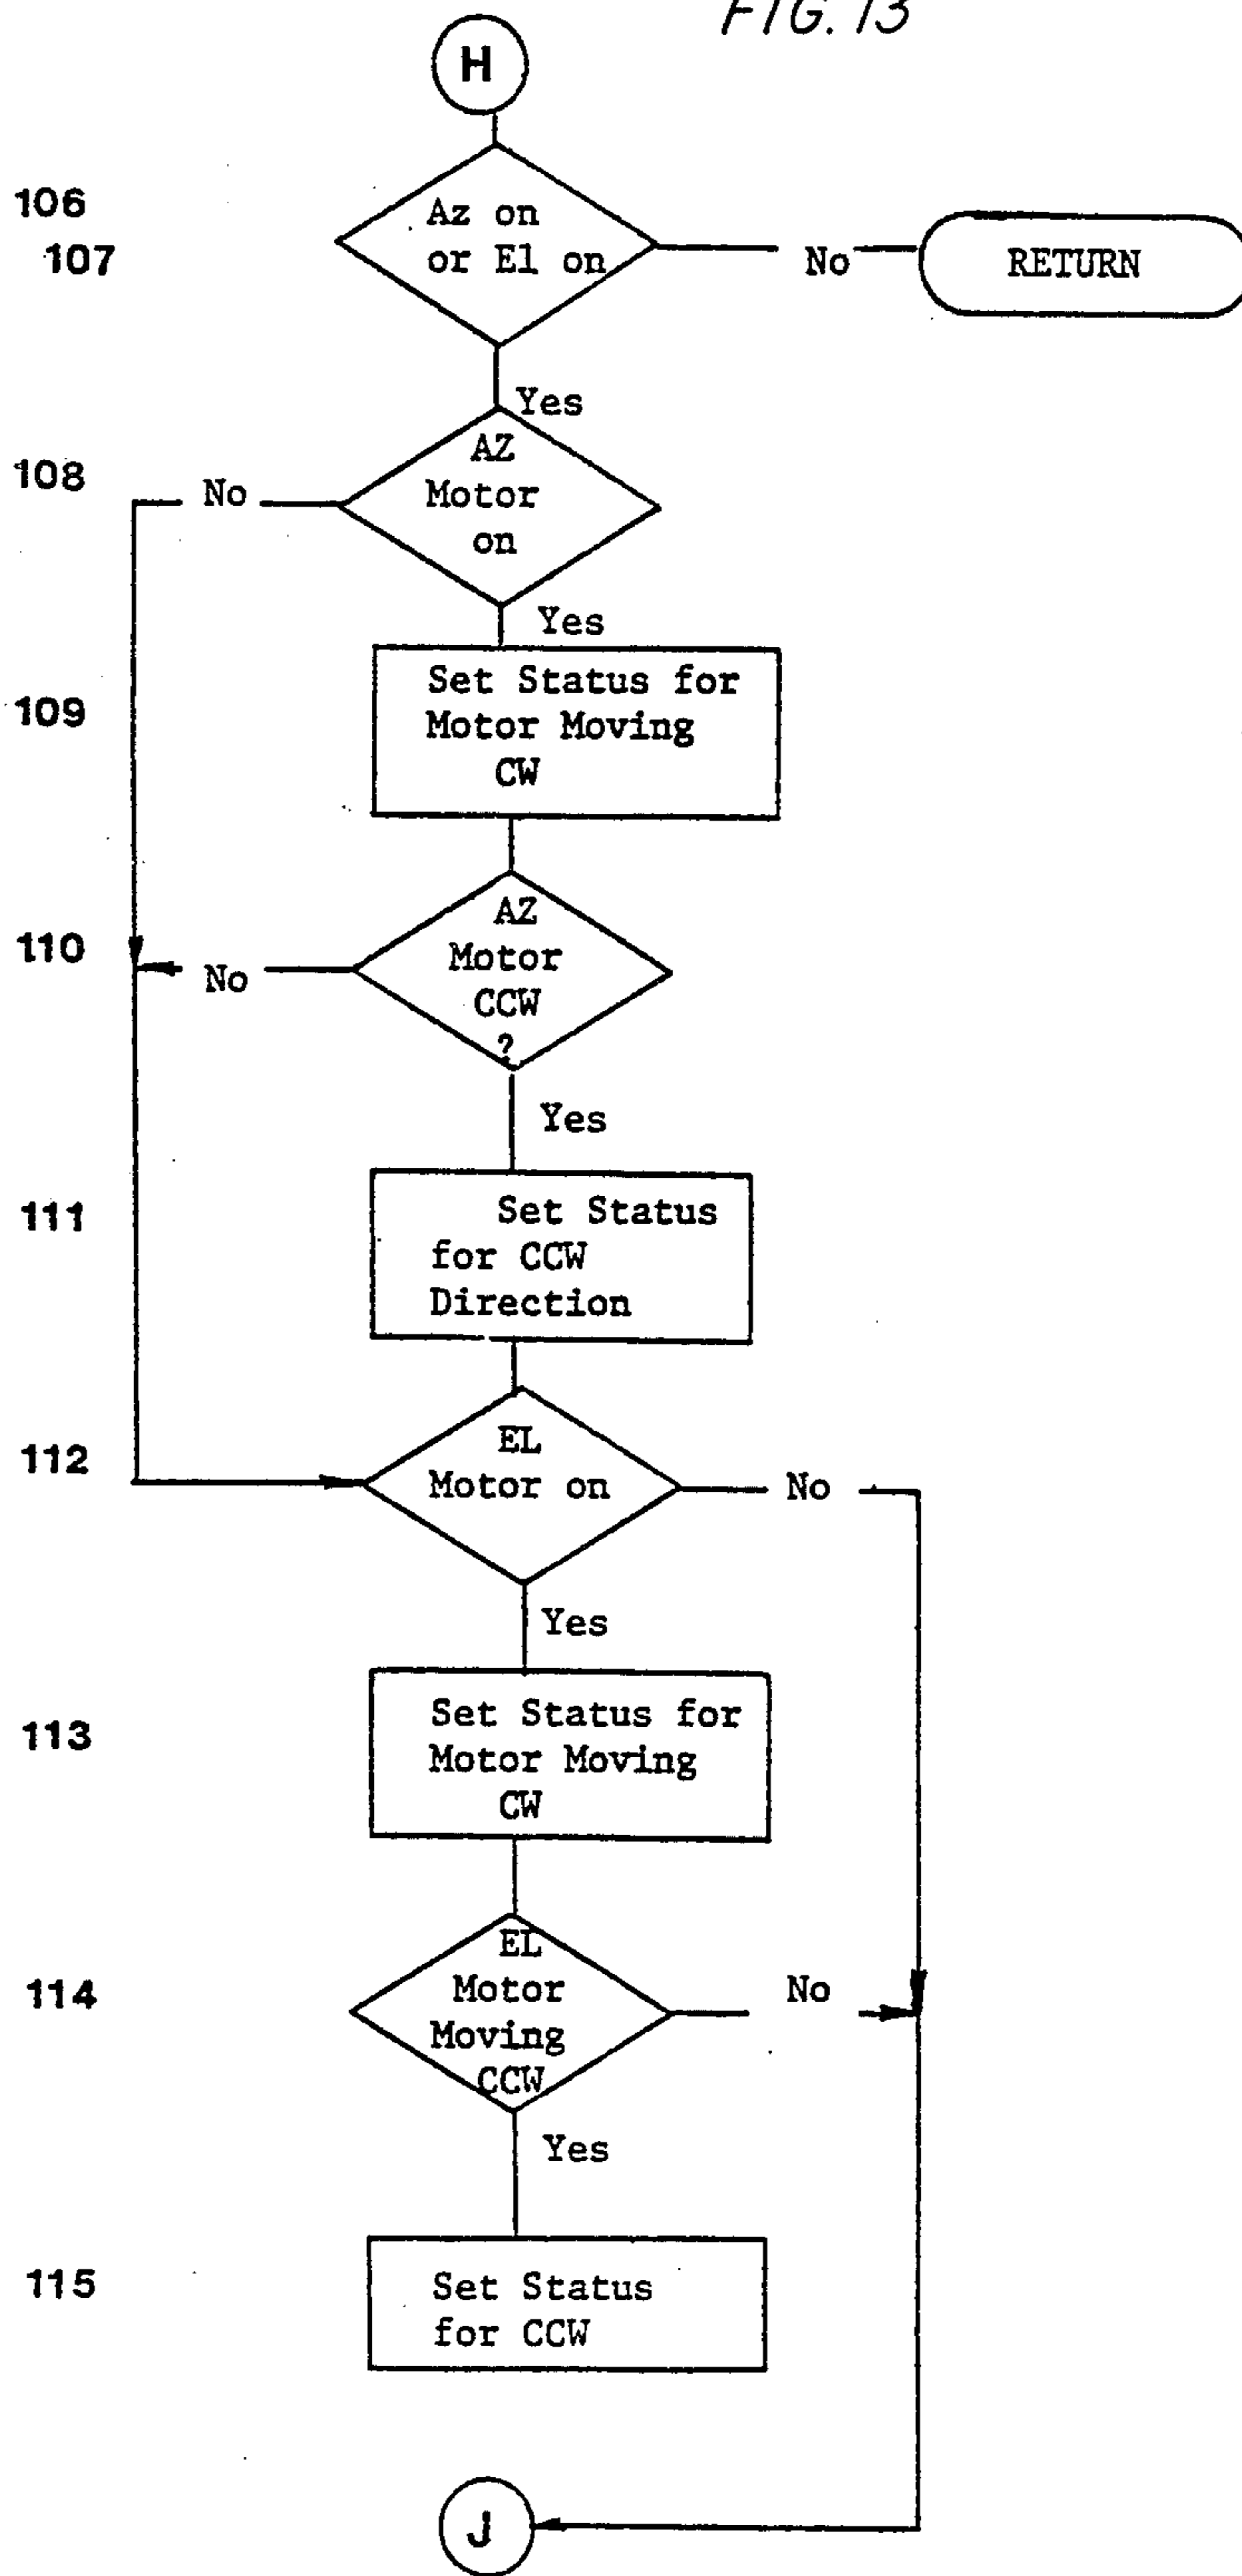 FIG. 13
H
106
107
Az on
or El on
No
RETURN
Yes
108
No
AZ
Motor
on
Yes
109
Set Status for
Motor Moving
CW
110
No
AZ
Motor
CCW
?
Yes
111
Set Status
for CCW
Direction
112
EL
Motor on
No
Yes
113
Set Status for
Motor Moving
CW
114
EL
Motor
Moving
CCW
No
Yes
115
Set Status
for CCW
J